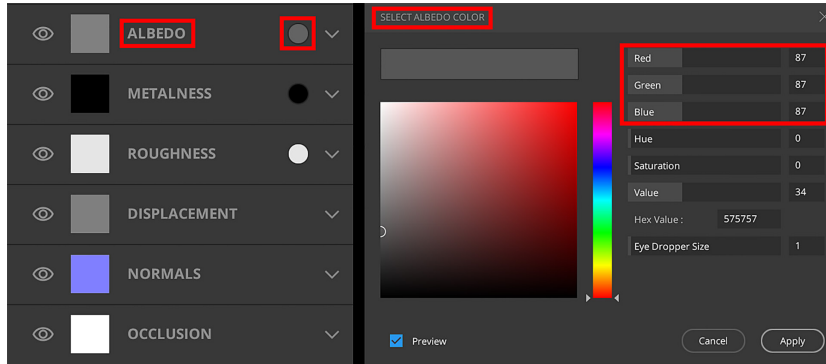 ALBEDO
METALNESS
ROUGHNESS
DISPLACEMENT
NORMALS
OCCLUSION
SELECT ALBEDO COLOR
Red 87
Green 87
Blue 87
Hue 0
Saturation 0
Value 34
Hex Value : 575757
Eye Dropper Size 1
Preview
Cancel
Apply